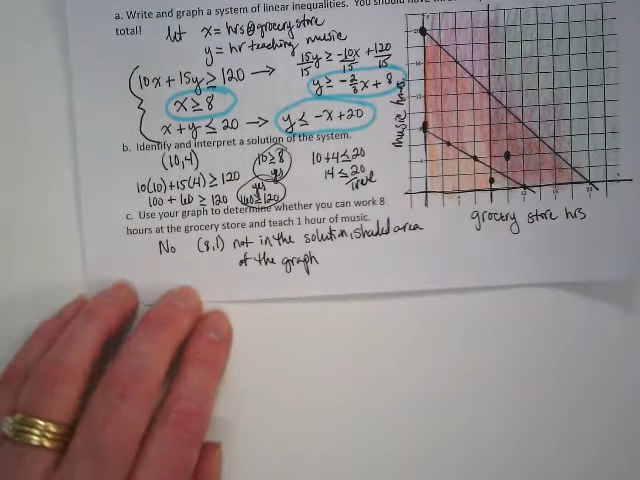 a. Write and graph a system of linear inequalities. You should have
total!
let x = hrs @ grocery store
y = hr teaching music
10x + 15y ≥ 120 →
15y ≥ -10x + 120
15 15 15
y ≥ -2/3x + 8
x ≥ 8
x + y ≤ 20 → y ≤ -x + 20
b. Identify and interpret a solution of the system.
(10,4)
10(10) + 15(4) ≥ 120
100 + 60 ≥ 120
yes
160 ≥ 120
10 ≥ 8
yes
10 + 4 ≤ 20
14 ≤ 20
true
c. Use your graph to determine whether you can work 8
hours at the grocery store and teach 1 hour of music.
No (8,1) not in the solution, shaded area
of the graph
music hrs.
grocery store hrs